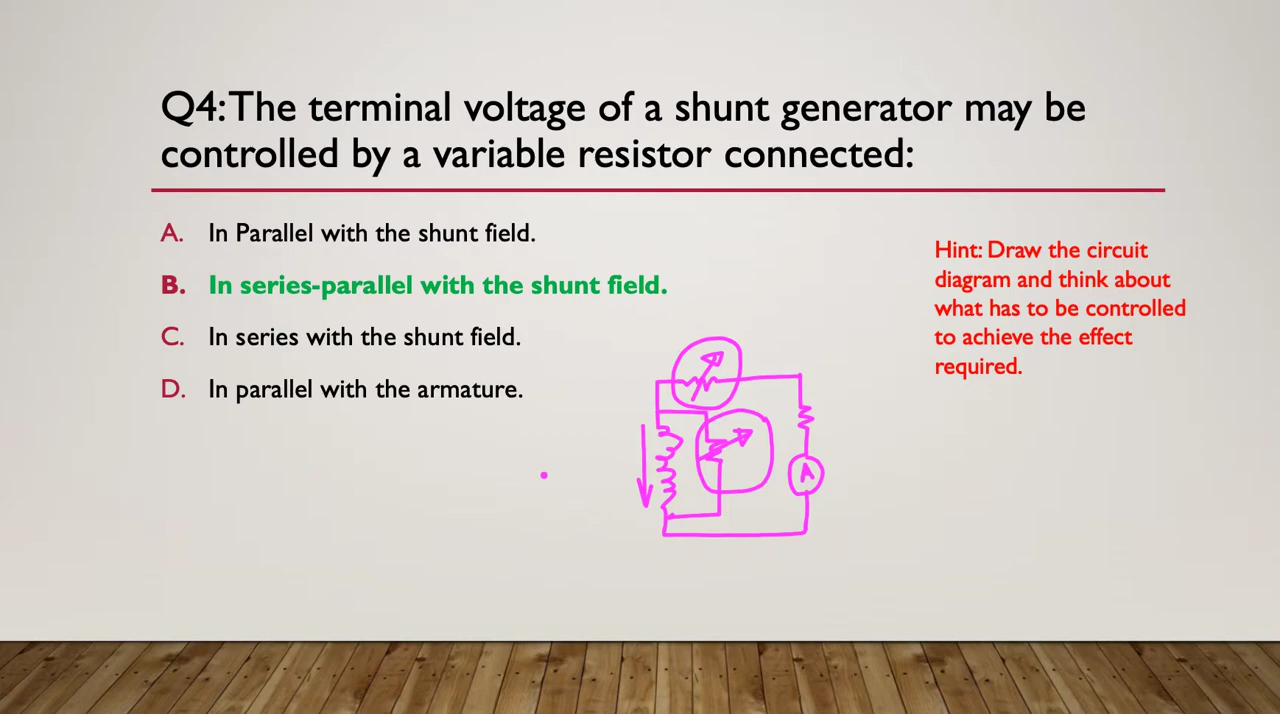 Q4: The terminal voltage of a shunt generator may be
controlled by a variable resistor connected:
A. In Parallel with the shunt field.
B. In series-parallel with the shunt field.
C. In series with the shunt field.
D. In parallel with the armature.
Hint: Draw the circuit
diagram and think about
what has to be controlled
to achieve the effect
required.
A